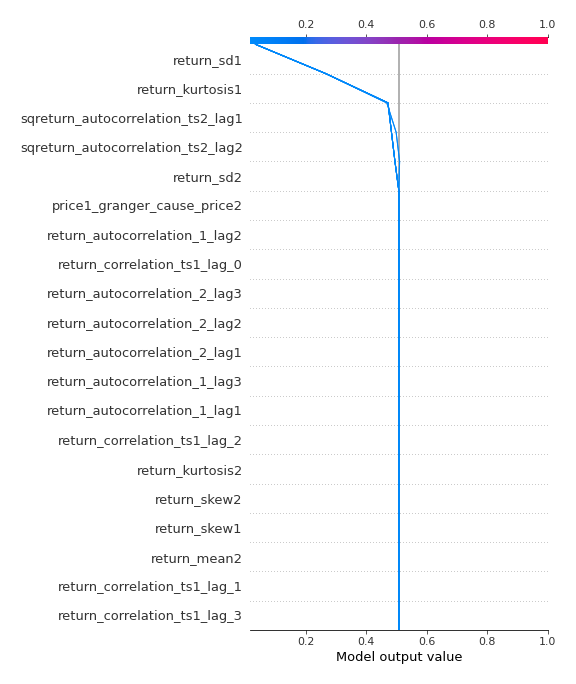 0.2 0.4 0.6 0.8 1.0
return_sd1
return_kurtosis1
sqreturn_autocorrelation_ts2_lag1
sqreturn_autocorrelation_ts2_lag2
return_sd2
price1_granger_cause_price2
return_autocorrelation_1_lag2
return_correlation_ts1_lag_0
return_autocorrelation_2_lag3
return_autocorrelation_2_lag2
return_autocorrelation_2_lag1
return_autocorrelation_1_lag3
return_autocorrelation_1_lag1
return_correlation_ts1_lag_2
return_kurtosis2
return_skew2
return_skew1
return_mean2
return_correlation_ts1_lag_1
return_correlation_ts1_lag_3
0.2 0.4 0.6 0.8 1.0
Model output value